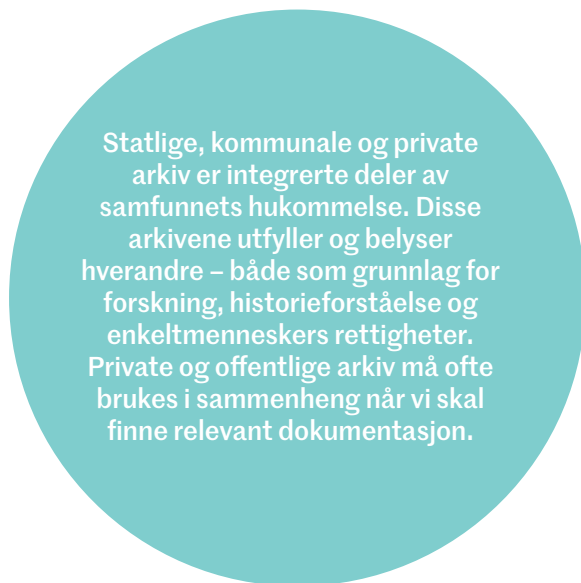 Statlige, kommunale og private
arkiv er integrerte deler av
samfunnets hukommelse. Disse
arkivene utfyller og belyser
hverandre – både som grunnlag for
forskning, historieforståelse og
enkeltmenneskers rettigheter.
Private og offentlige arkiv må ofte
brukes i sammenheng når vi skal
finne relevant dokumentasjon.